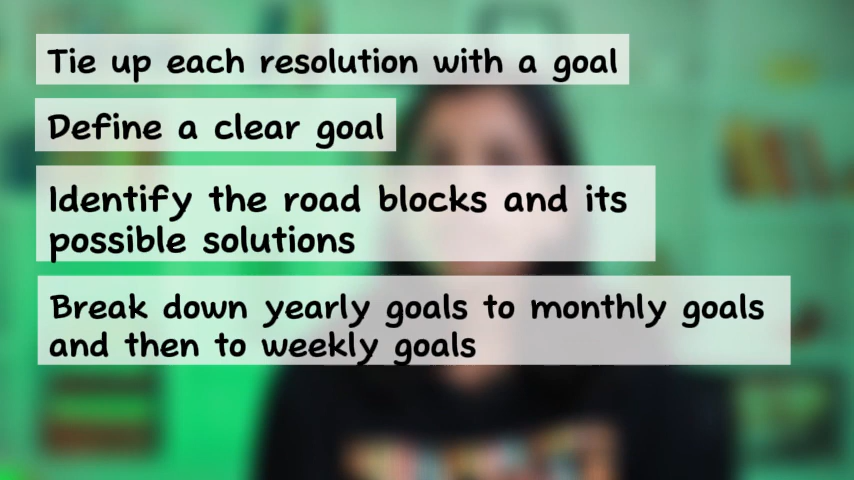 Tie up each resolution with a goal
Define a clear goal
Identify the road blocks and its
possible solutions
Break down yearly goals to monthly goals
and then to weekly goals